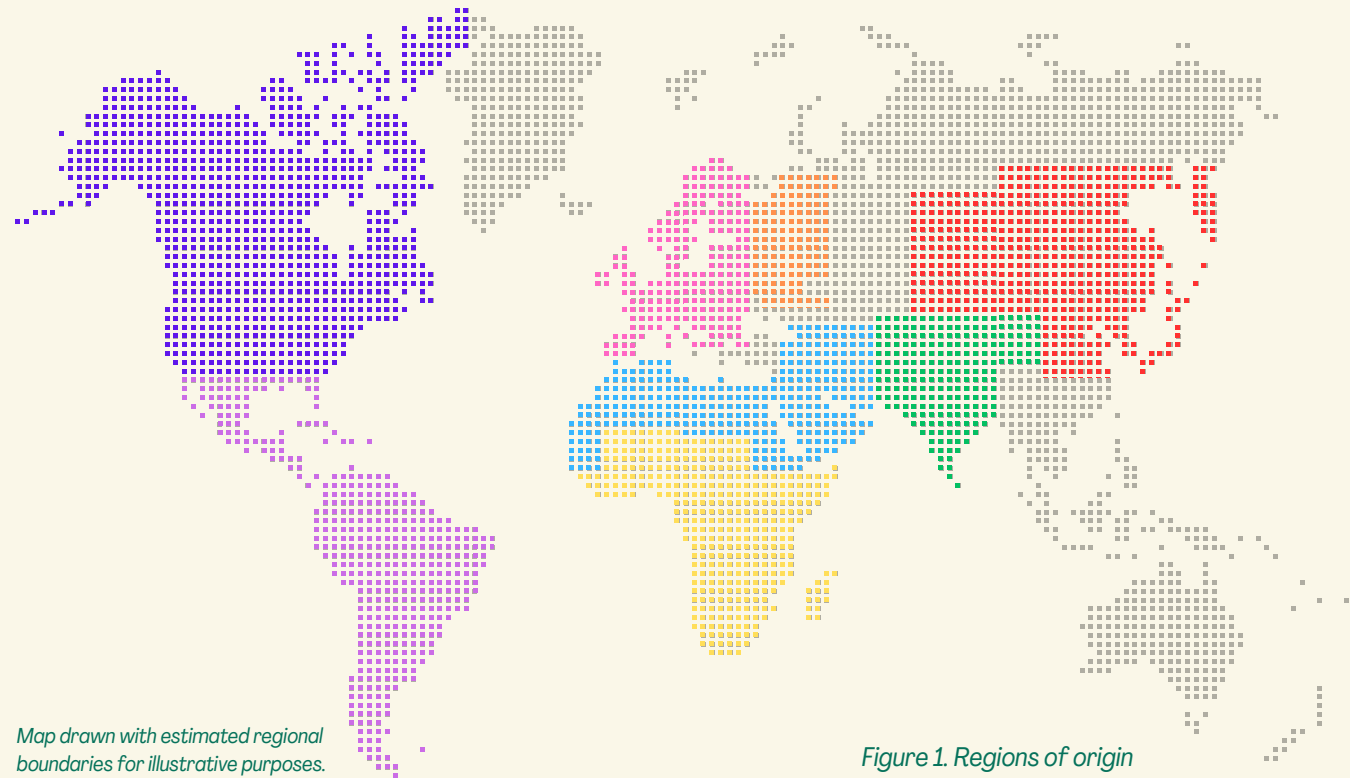 Map drawn with estimated regional
boundaries for illustrative purposes.
Figure 1. Regions of origin